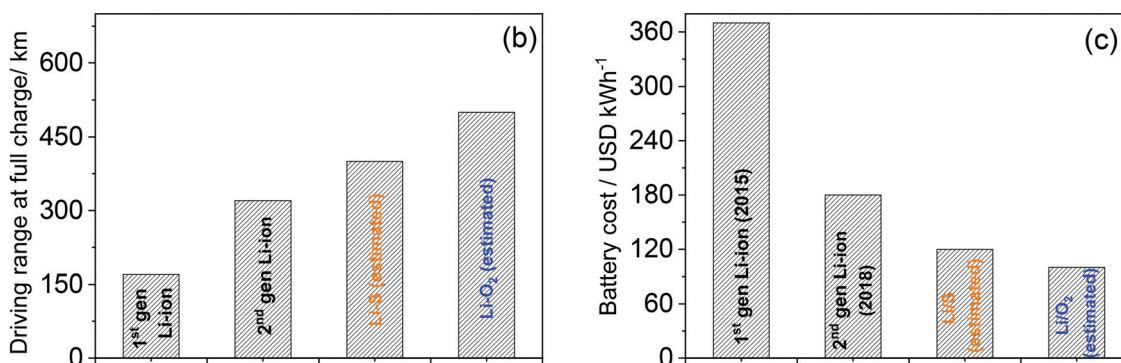 Driving range at full charge/ km
600
450
300
150
0
(b)
1st gen
Li-ion
2nd gen Li-ion
Li-S (estimated)
Li-O₂ (estimated)
Battery cost / USD kWh⁻¹
360
300
240
180
120
60
0
(c)
1st gen Li-ion (2015)
2nd gen Li-ion
(2018)
Li/S
(estimated)
Li/O₂
(estimated)